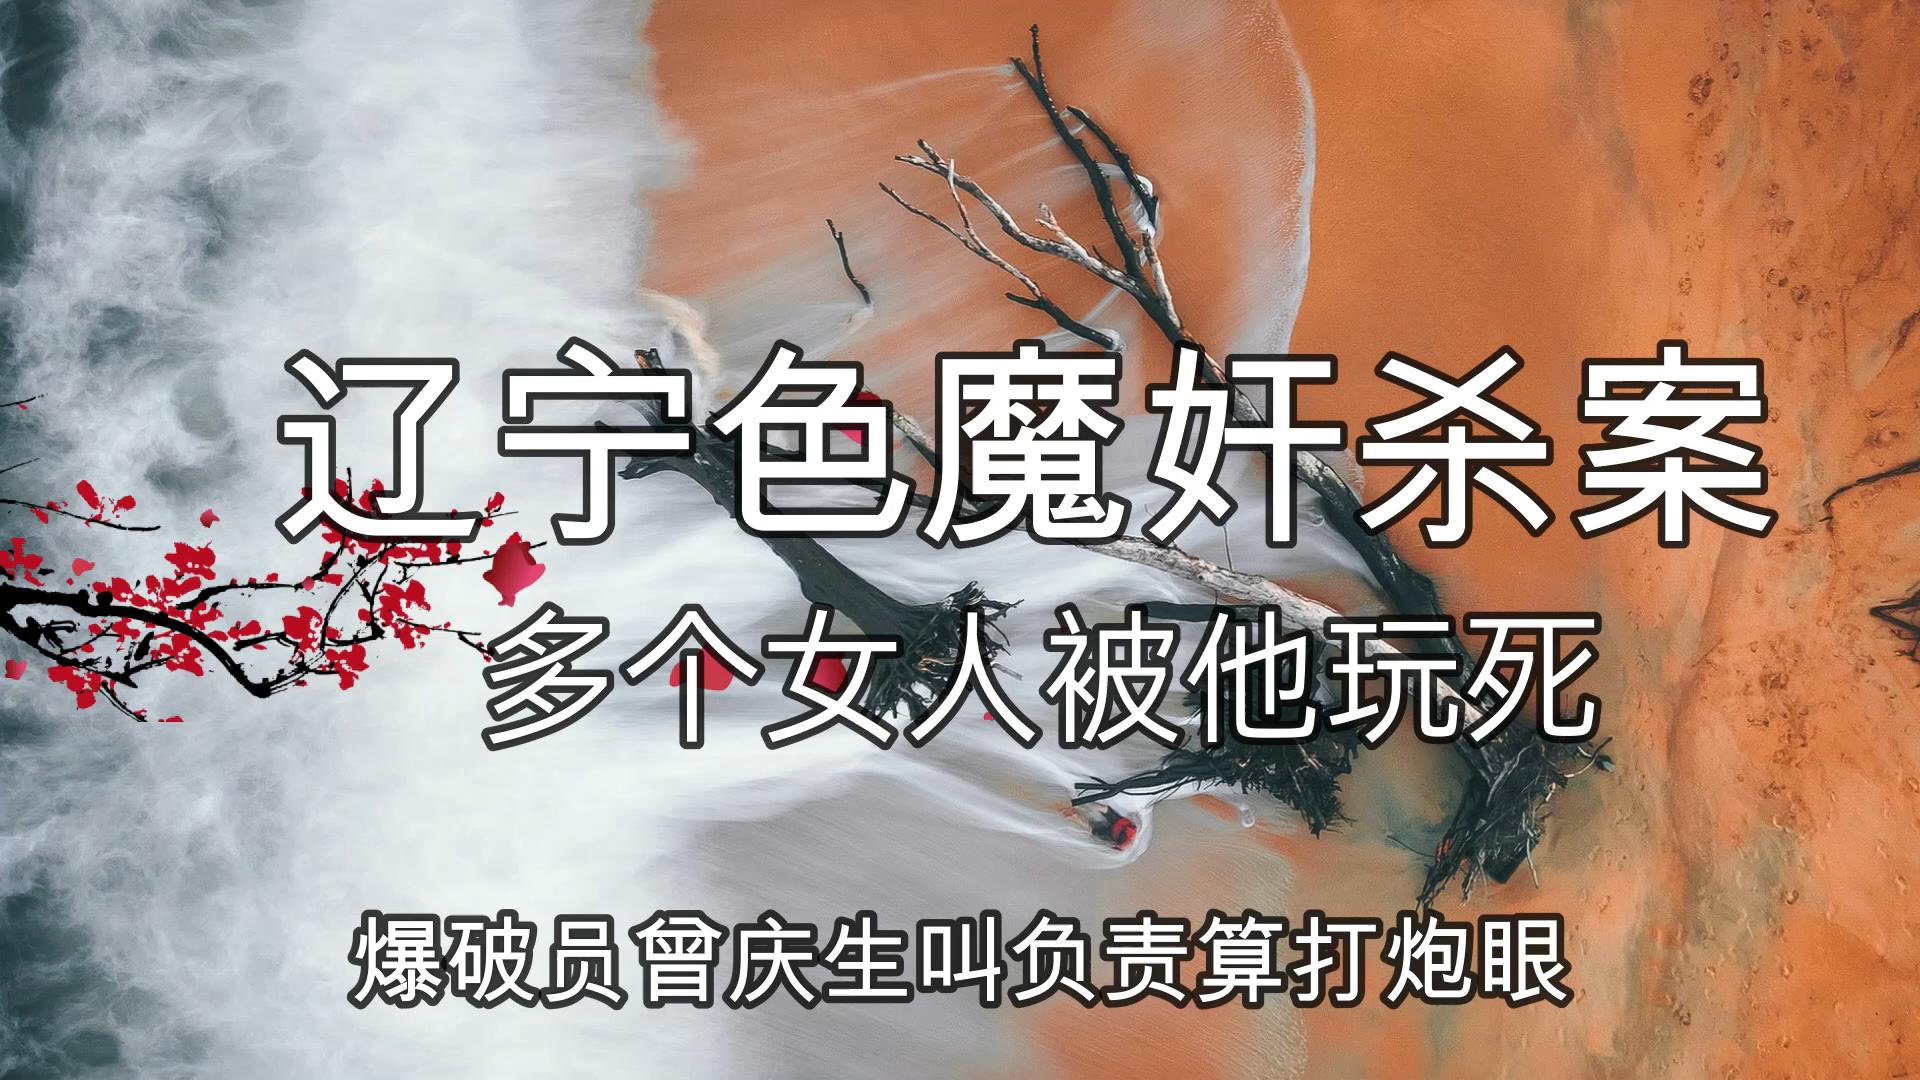 辽宁色魔奸杀案
多个女人被他玩死
爆破员曾庆生叫负责算打炮眼